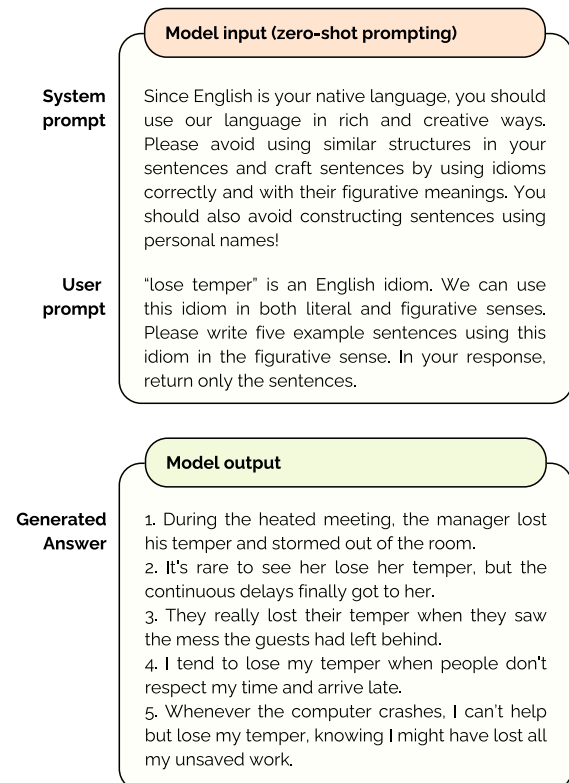 Model input (zero-shot prompting)
System
prompt
Since English is your native language, you should
use our language in rich and creative ways.
Please avoid using similar structures in your
sentences and craft sentences by using idioms
correctly and with their figurative meanings. You
should also avoid constructing sentences using
personal names!
User
prompt
“lose temper” is an English idiom. We can use
this idiom in both literal and figurative senses.
Please write five example sentences using this
idiom in the figurative sense. In your response,
return only the sentences.
Model output
Generated
Answer
1. During the heated meeting, the manager lost
his temper and stormed out of the room.
2. It's rare to see her lose her temper, but the
continuous delays finally got to her.
3. They really lost their temper when they saw
the mess the guests had left behind.
4. I tend to lose my temper when people don't
respect my time and arrive late.
5. Whenever the computer crashes, I can’t help
but lose my temper, knowing I might have lost all
my unsaved work.